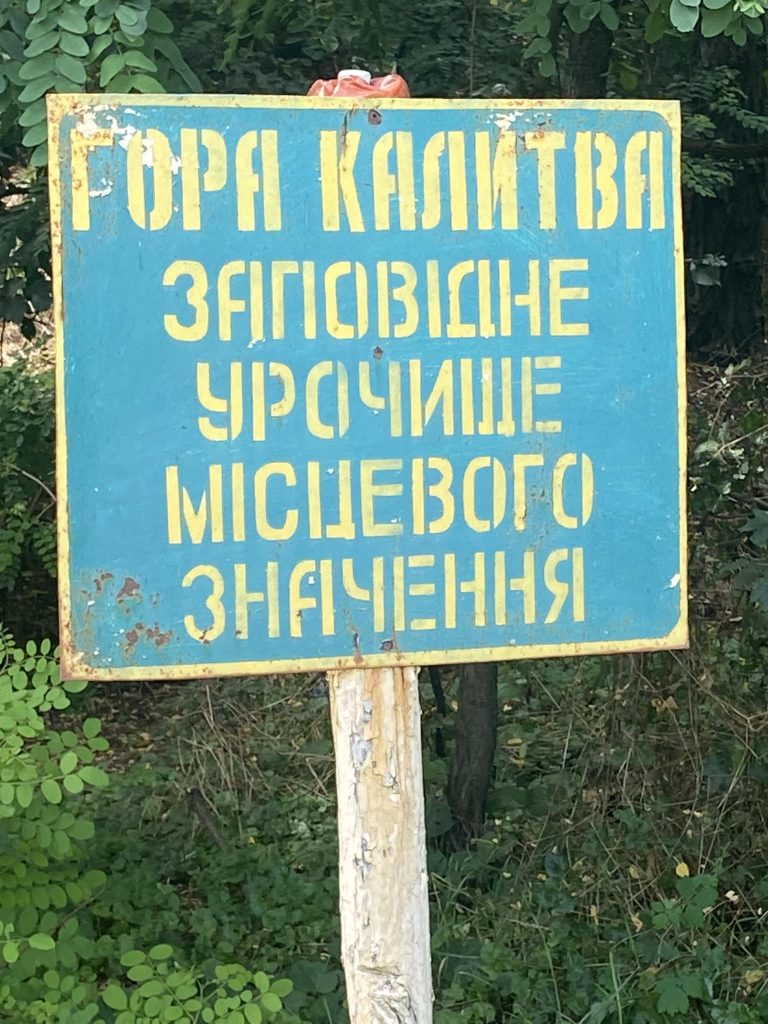 ГОРА КАЛИТВА
ЗАПОВІДНЕ
УРОЧИЩЕ
МІСЦЕВОГО
ЗНАЧЕННЯ